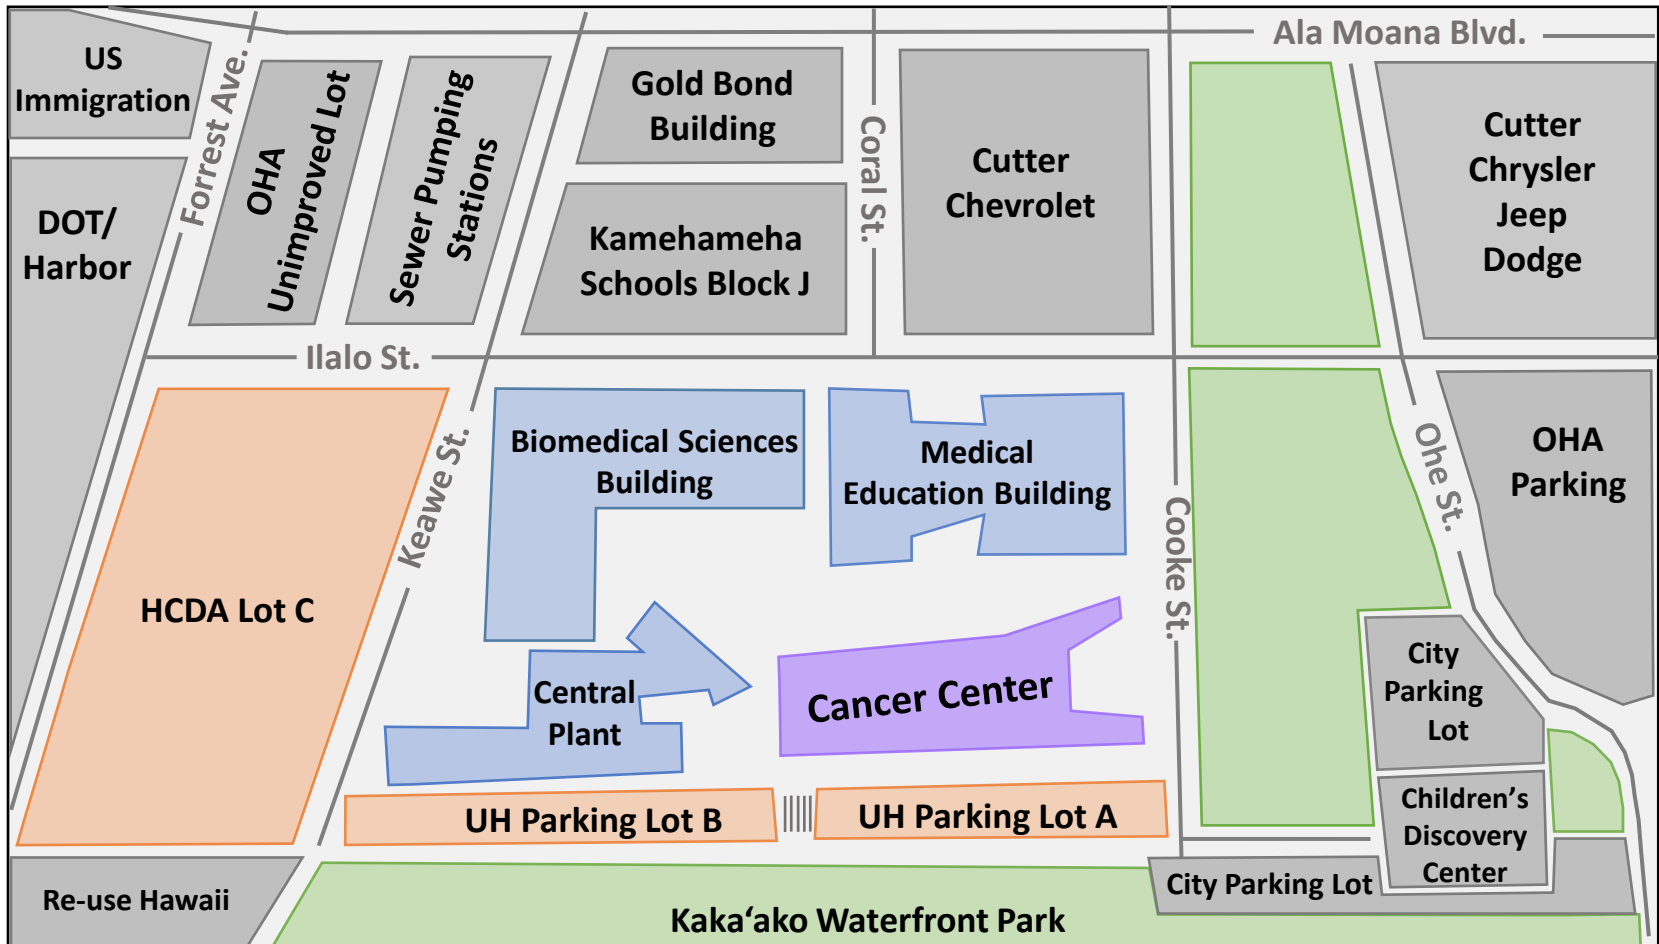 Ala Moana Blvd.
US
Immigration
Forrest Ave.
OHA
Unimproved Lot
Sewer Pumping
Stations
Gold Bond
Building
Coral St.
Cutter
Chevrolet
Cutter
Chrysler
Jeep
Dodge
DOT/
Harbor
Kamehameha
Schools Block J
Ilalo St.
Keawe St.
Biomedical Sciences
Building
Medical
Education Building
Cooke St.
Ohe St.
OHA
Parking
HCDA Lot C
Central
Plant
Cancer Center
City
Parking
Lot
UH Parking Lot B
UH Parking Lot A
Children’s
Discovery
Center
Re-use Hawaii
City Parking Lot
Kaka‘ako Waterfront Park